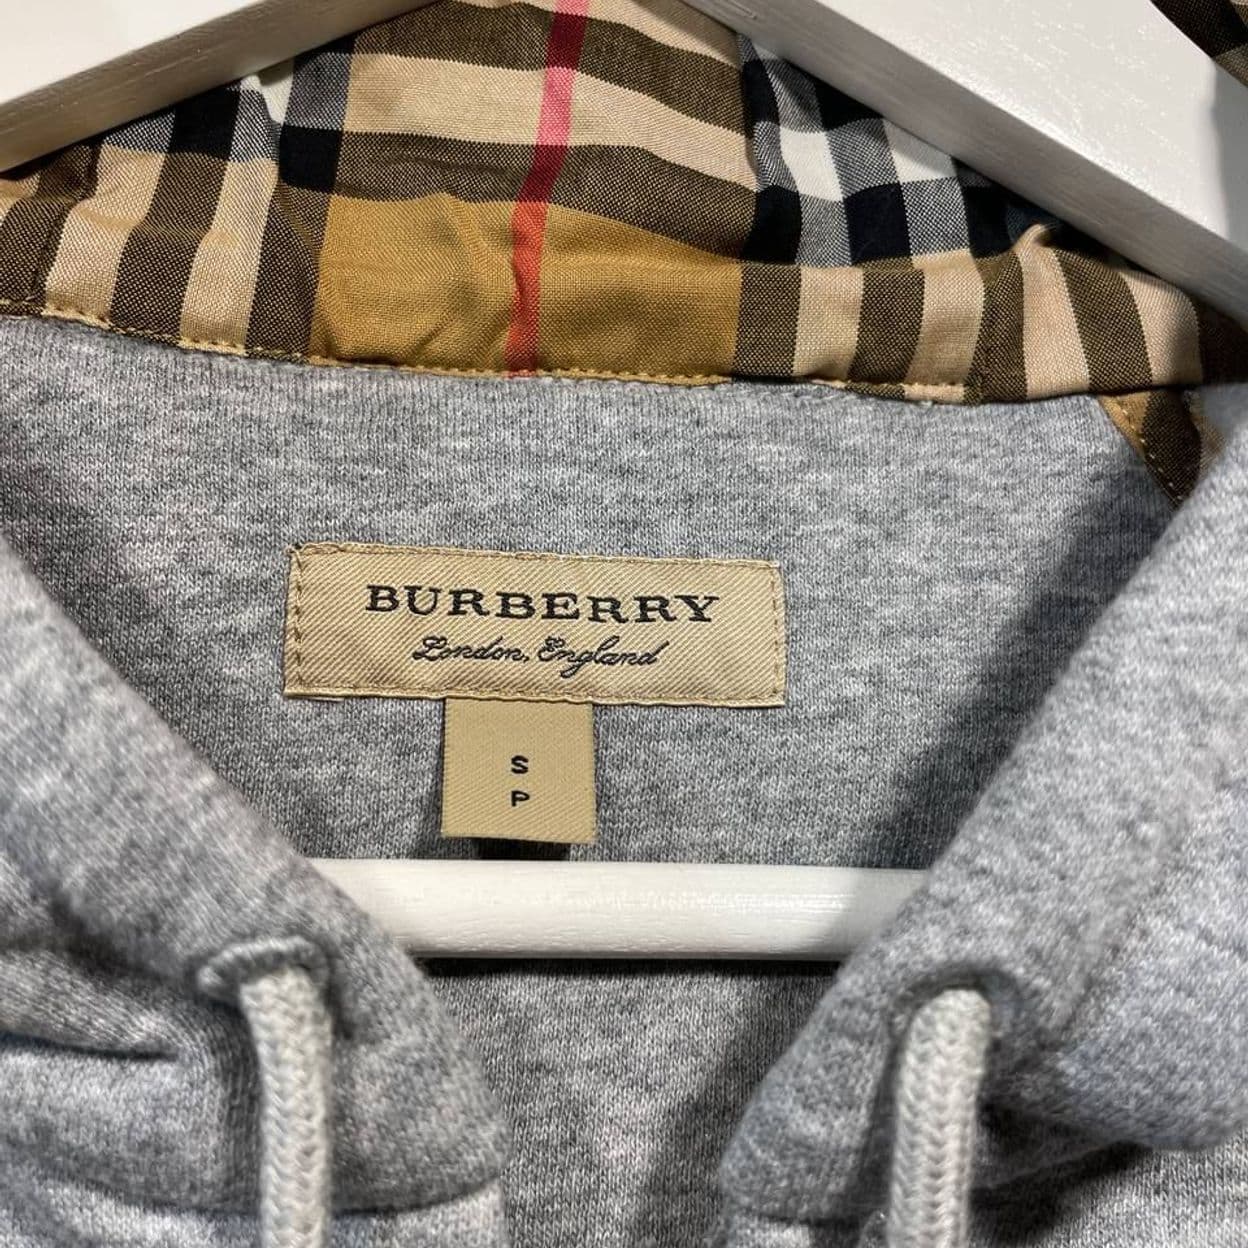 BURBERRY
London, England
S
P